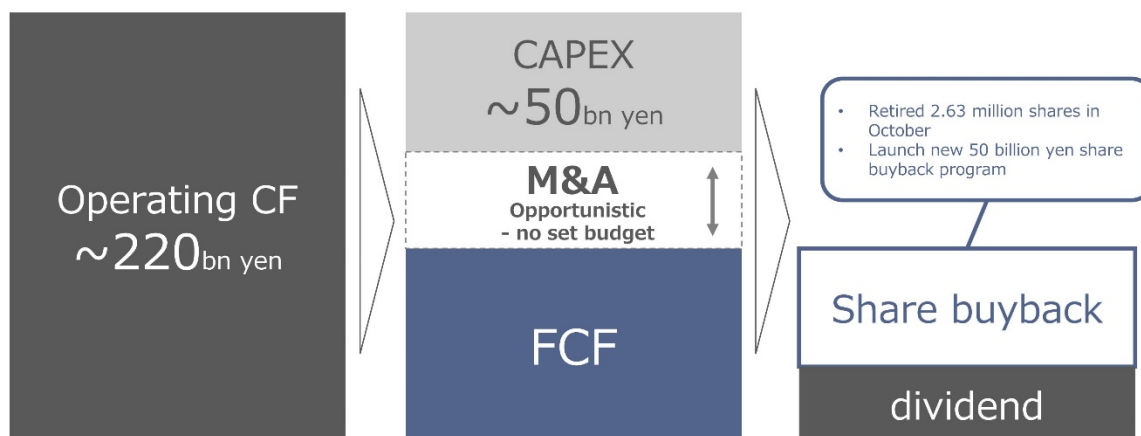 Operating CF
~220bn yen
CAPEX
~50bn yen
M&A
Opportunistic
- no set budget
FCF
• Retired 2.63 million shares in
October
• Launch new 50 billion yen share
buyback program
Share buyback
dividend